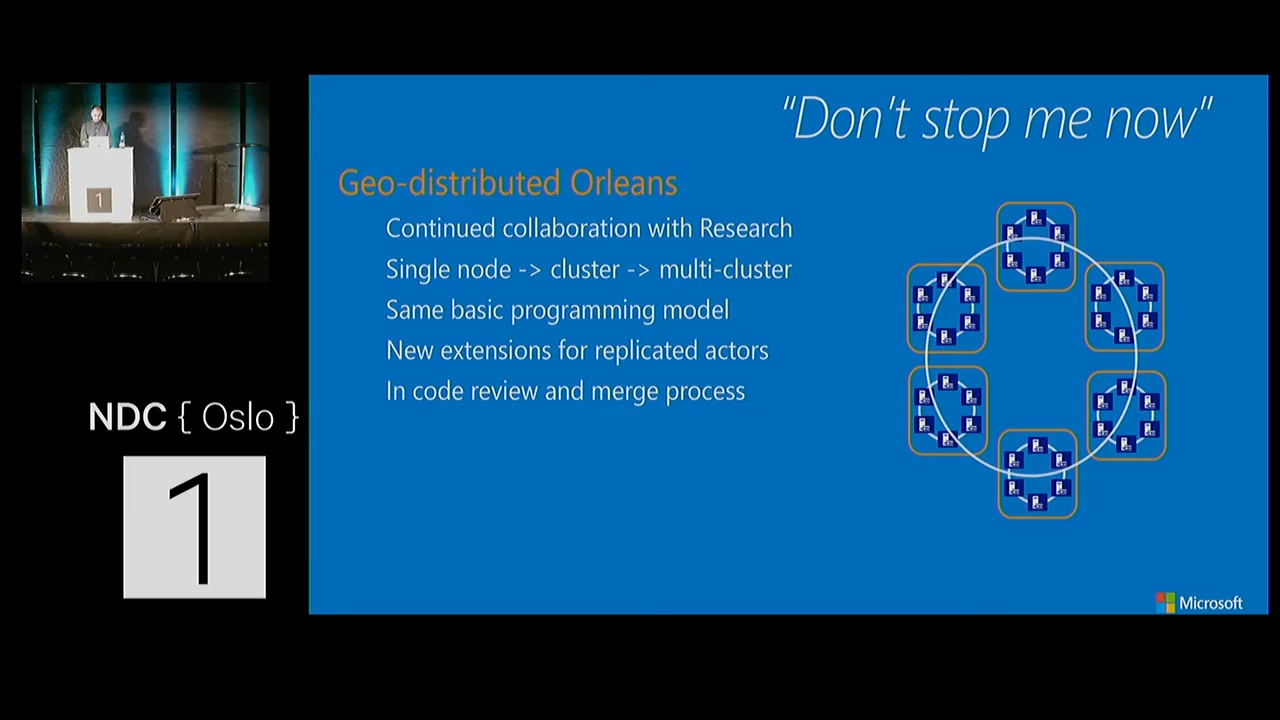 "Don't stop me now"
Geo-distributed Orleans
Continued collaboration with Research
Single node -> cluster -> multi-cluster
Same basic programming model
New extensions for replicated actors
In code review and merge process
1
NDC { Oslo }
1
Microsoft